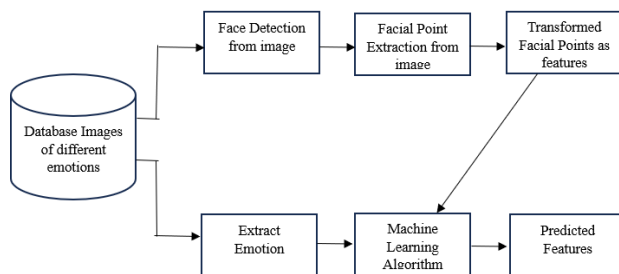 Face Detection
from image
Facial Point
Extraction from
image
Transformed
Facial Points as
features
Database Images
of different
emotions
Extract
Emotion
Machine
Learning
Algorithm
Predicted
Features